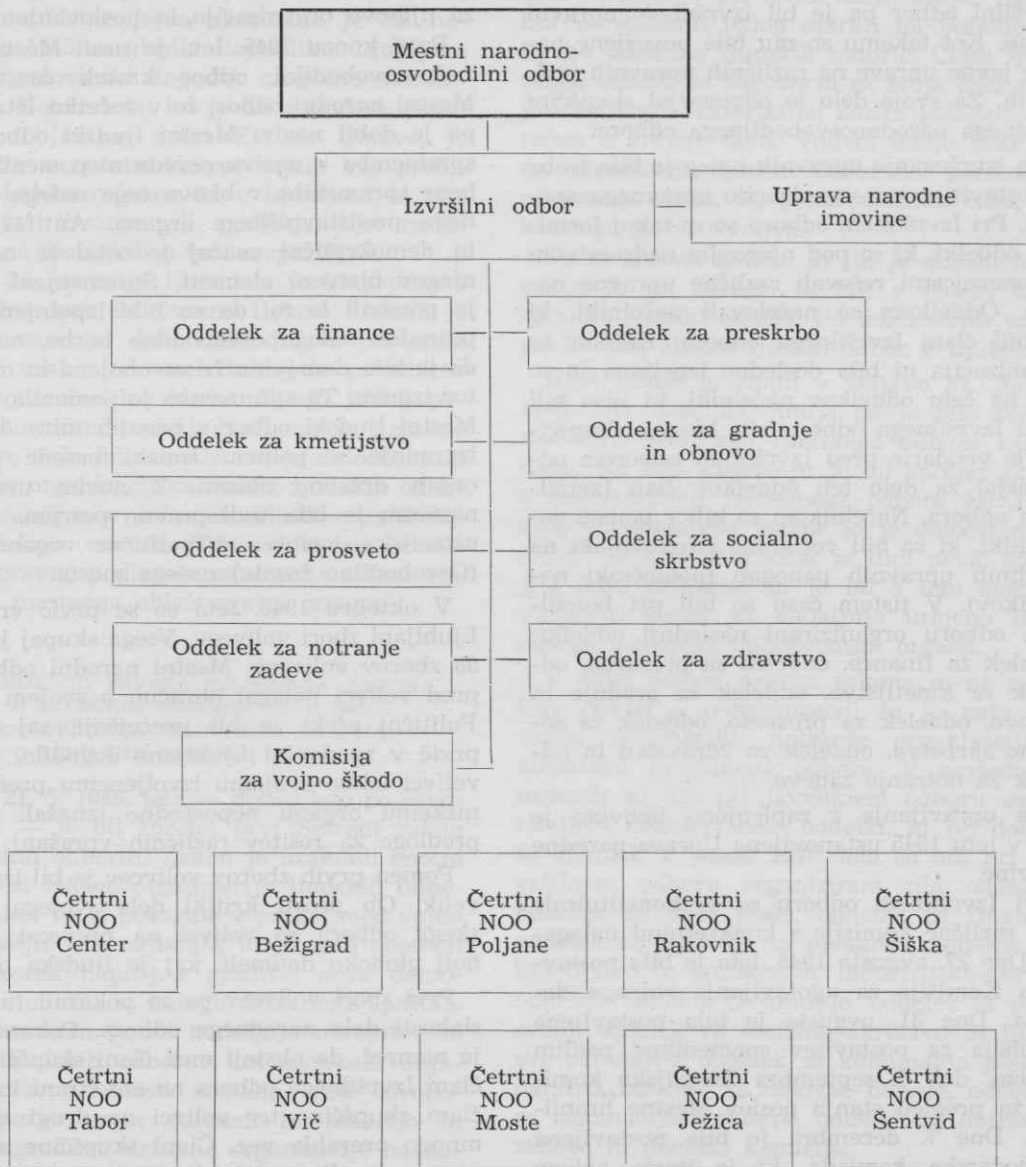 Mestni narodno-
osvobodilni odbor
Izvršilni odbor
Uprava narodne
imovine
Oddelek za finance
Oddelek za preskrbo
Oddelek za kmetijstvo
Oddelek za gradnje
in obnovo
Oddelek za prosveto
Oddelek za socialno
skrbstvo
Oddelek za notranje
zadeve
Oddelek za zdravstvo
Komisija
za vojno škodo
Četrtni
NOO
Center
Četrtni
NOO
Bežigrad
Četrtni
NOO
Poljane
Četrtni
NOO
Rakovnik
Četrtni
NOO
Šiška
Četrtni
NOO
Tabor
Četrtni
NOO
Vič
Četrtni
NOO
Moste
Četrtni
NOO
Ježica
Četrtni
NOO
Šentvid